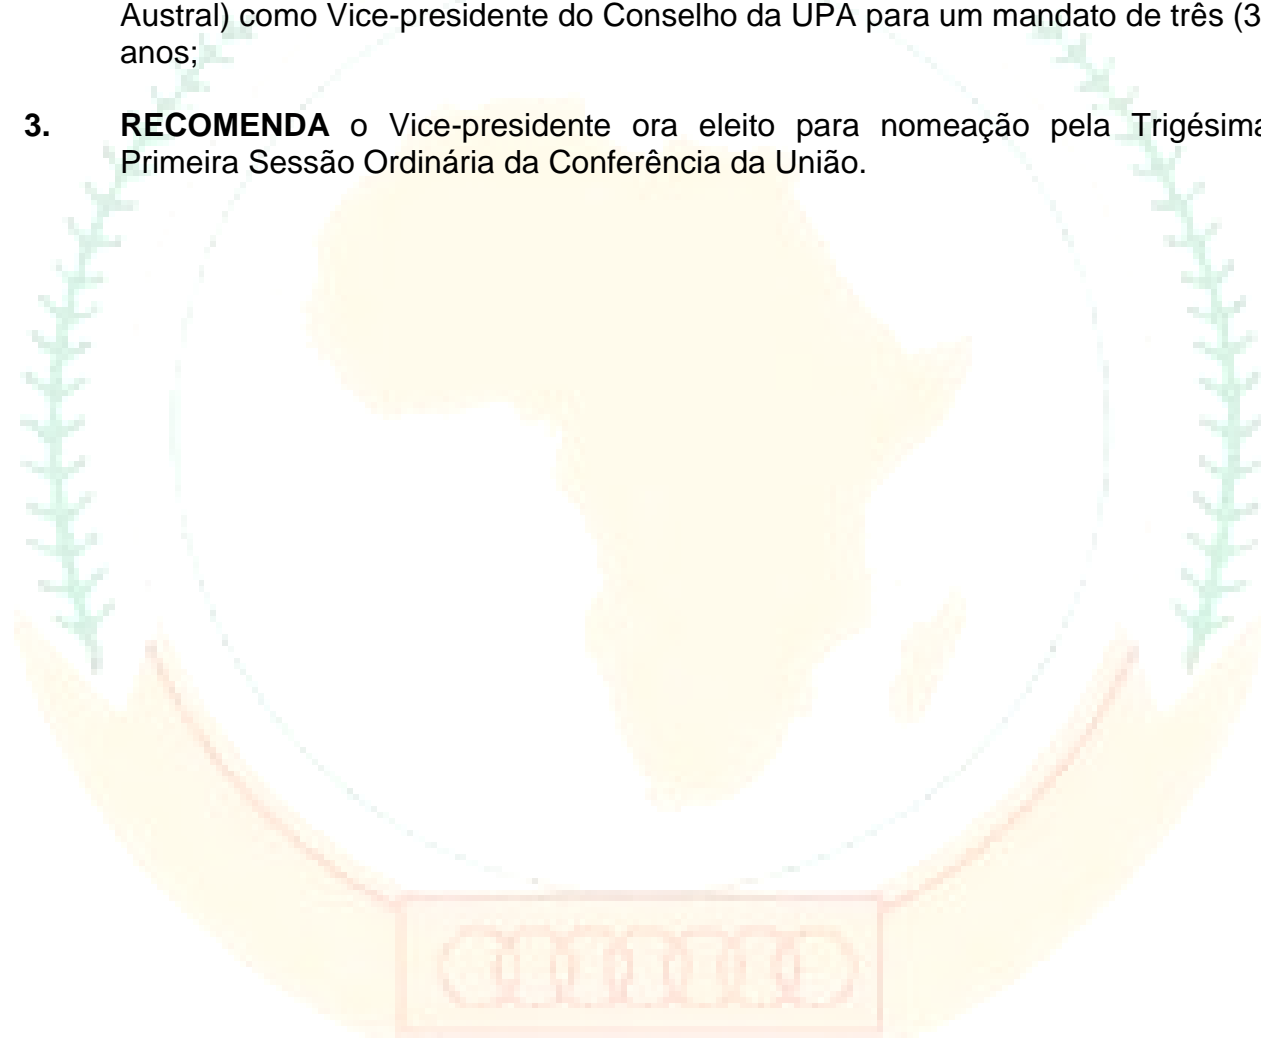 Austral) como Vice-presidente do Conselho da UPA para um mandato de três (3
anos;
3. RECOMENDA o Vice-presidente ora eleito para nomeação pela Trigésima
Primeira Sessão Ordinária da Conferência da União.